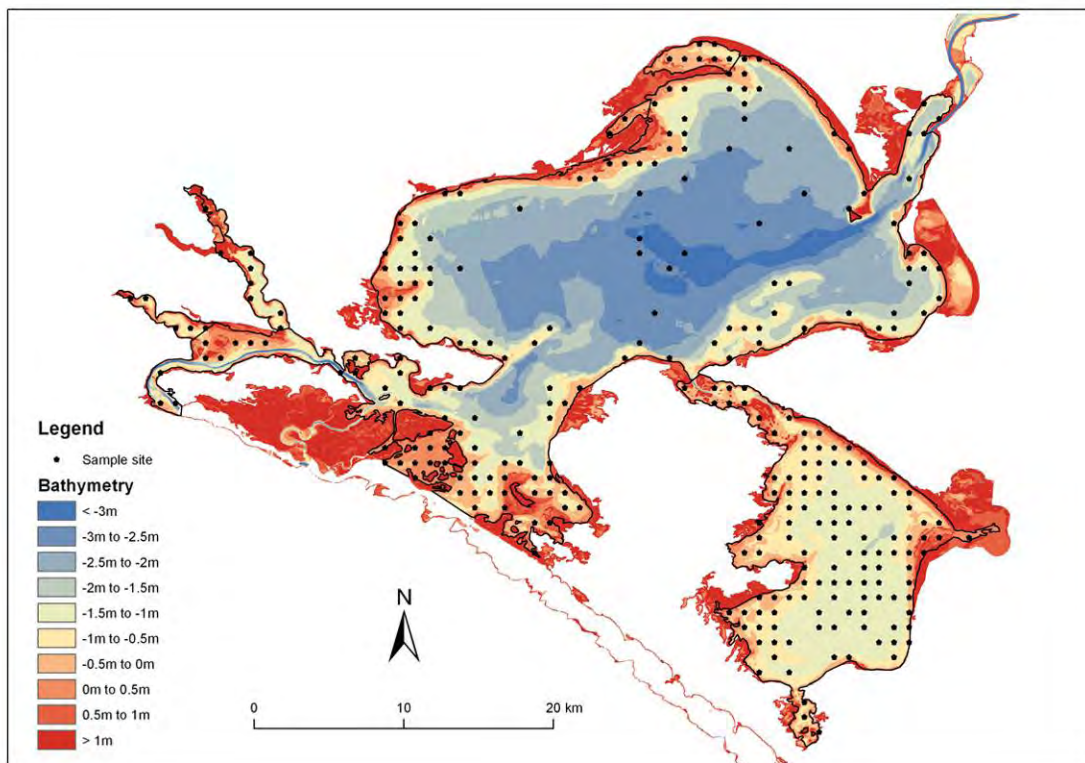 Legend
Sample site
Bathymetry
< -3m
-3m to -2.5m
-2.5m to -2m
-2m to -1.5m
-1.5m to -1m
-1m to -0.5m
-0.5m to 0m
0m to 0.5m
0.5m to 1m
> 1m
N
0 10 20 km